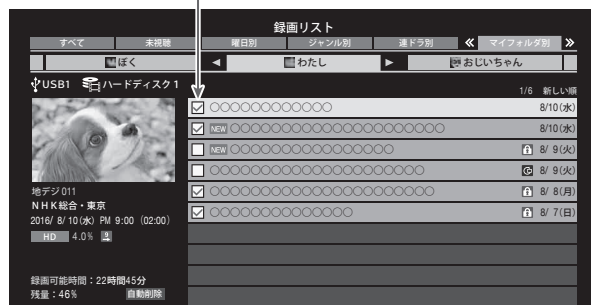 録画リスト
すべて 未視聴 曜日別 ジャンル別 連ドラ別 ≪ マイフォルダ別 ≫
ぼく ◀ わたし ▶ おじいちゃん
USB1 ハードディスク1
1/6 新しい順
○○○○○○○○○○○○ 8/10(水)
NEW ○○○○○○○○○○○○○○○○○○○○○ 8/10(水)
NEW ○○○○○○○○○○○○○○○○ 8/ 9(火)
○○○○○○○○○○○○○○○○○○○○○ 8/ 9(火)
○○○○○○○○○○○○○○○○○○○○○○ 8/ 8(月)
○○○○○○○○○○○○○○ 8/ 7(日)
地デジ011
NHK総合・東京
2016/ 8/10(水) PM 9:00 (02:00)
HD 4.0%
録画可能時間:22時間45分
残量:46% 自動削除